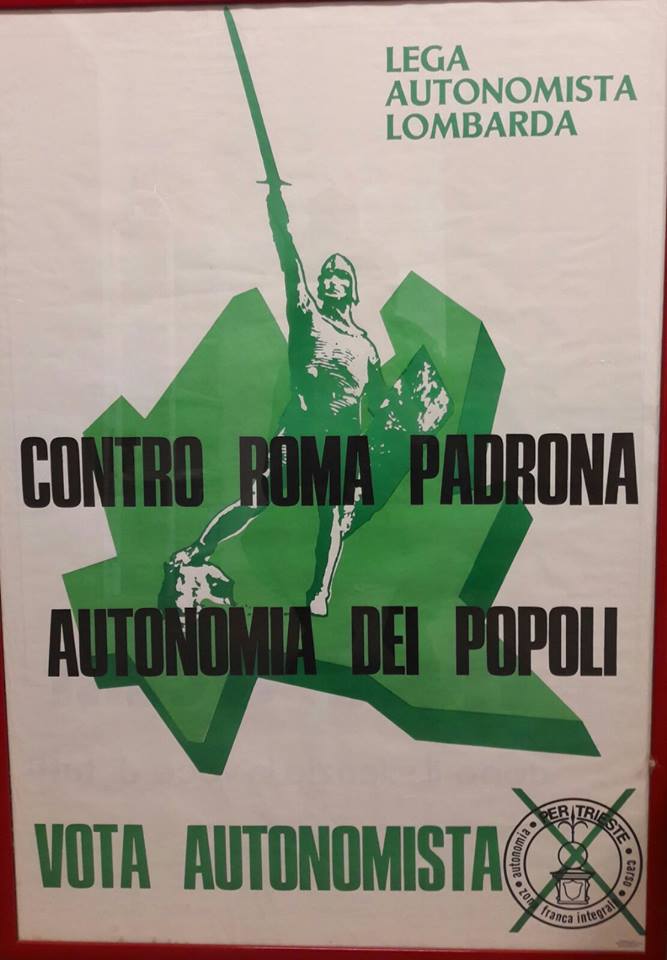 LEGA
AUTONOMISTA
LOMBARDA
CONTRO ROMA PADRONA
AUTONOMIA DEI POPOLI
VOTA AUTONOMISTA
PER TRIESTE
autonomia • zona franca integrale • carso